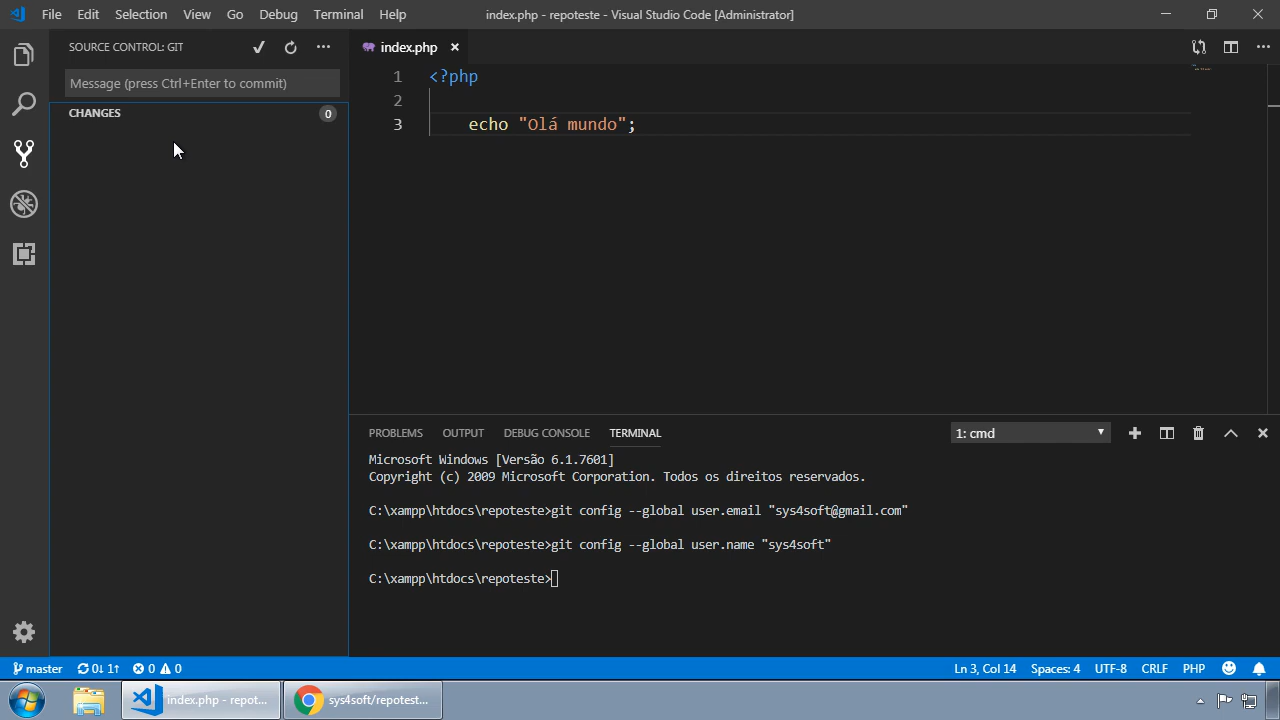 File Edit Selection View Go Debug Terminal Help
index.php - repoteste - Visual Studio Code [Administrator]
SOURCE CONTROL: GIT
Message (press Ctrl+Enter to commit)
CHANGES
0
index.php
1 <?php
2
3 echo "Olá mundo";
PROBLEMS OUTPUT DEBUG CONSOLE TERMINAL
1: cmd
Microsoft Windows [Versão 6.1.7601]
Copyright (c) 2009 Microsoft Corporation. Todos os direitos reservados.
C:\xampp\htdocs\repoteste>git config --global user.email "sys4soft@gmail.com"
C:\xampp\htdocs\repoteste>git config --global user.name "sys4soft"
C:\xampp\htdocs\repoteste>
master 0↓ 1↑ 0 0
Ln 3, Col 14 Spaces: 4 UTF-8 CRLF PHP
index.php - repot...
sys4soft/repotest...